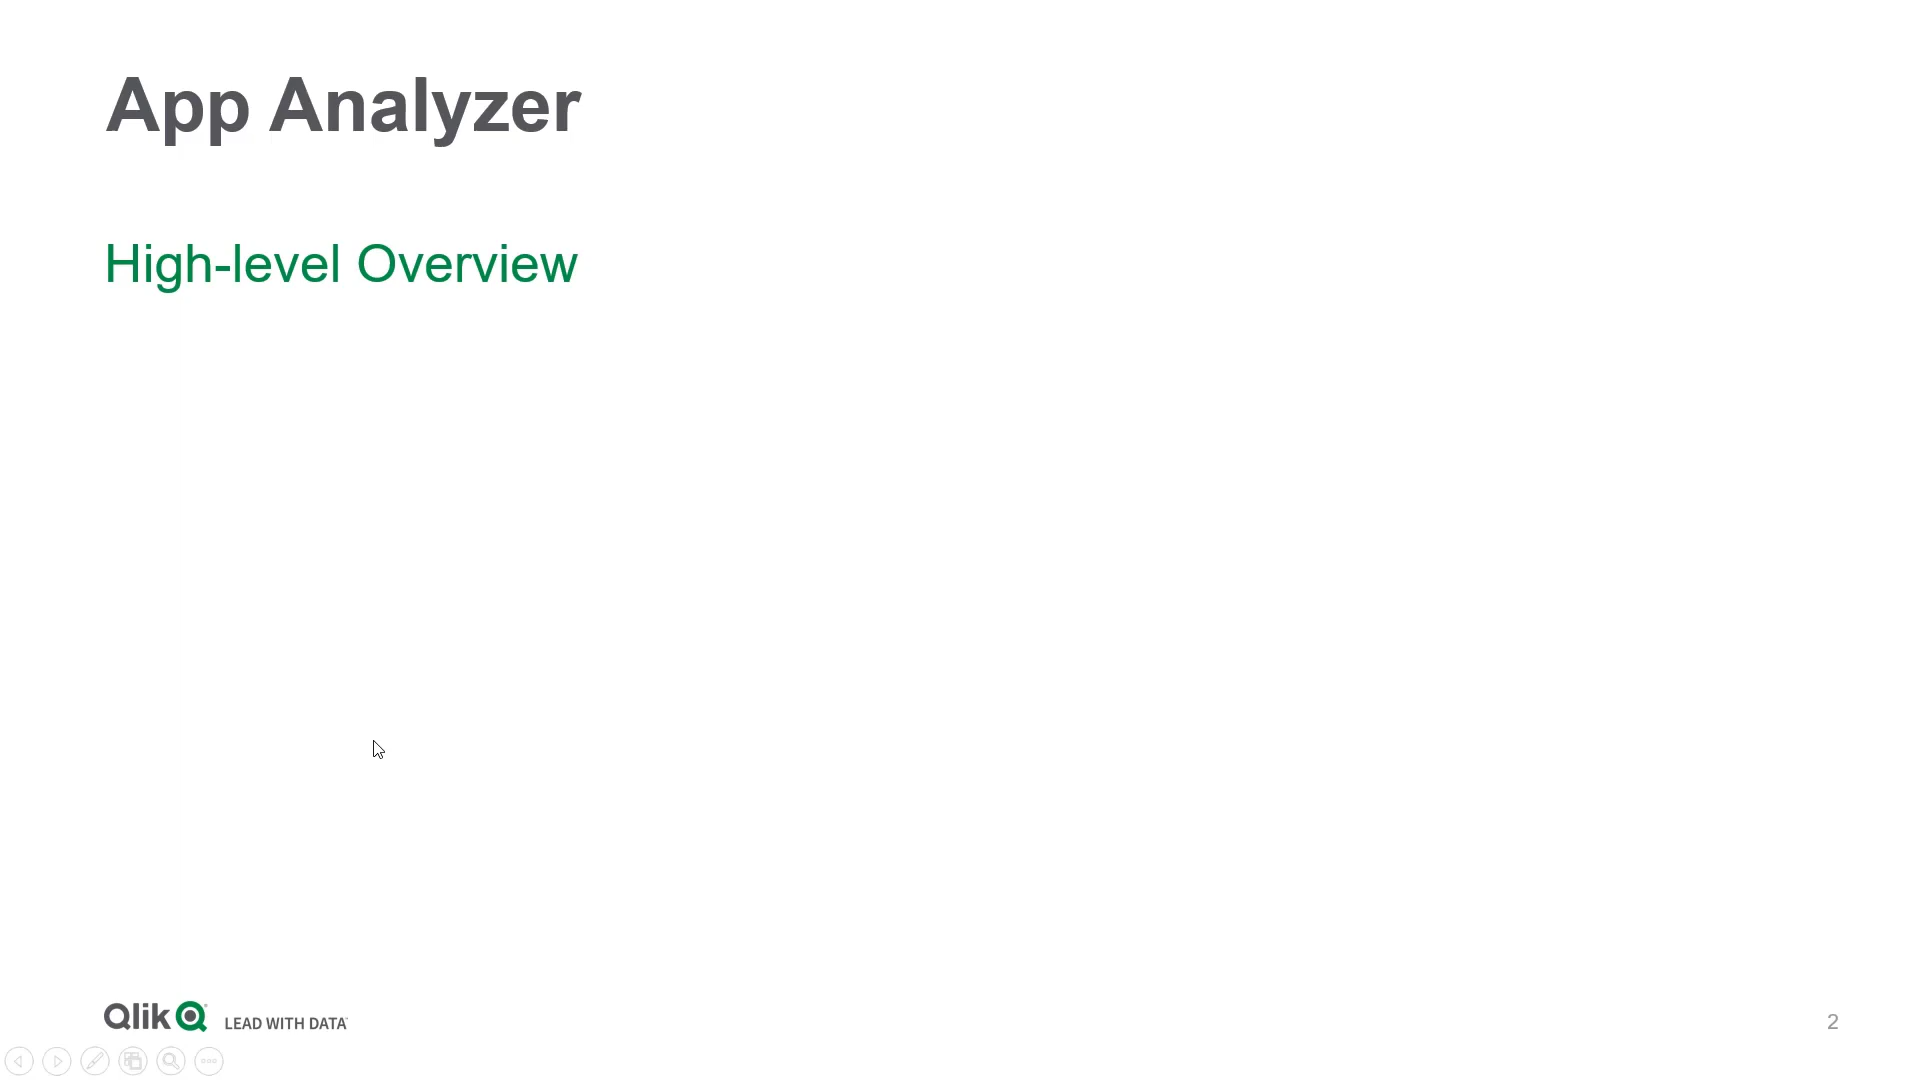 App Analyzer
High-level Overview
Qlik LEAD WITH DATA
2